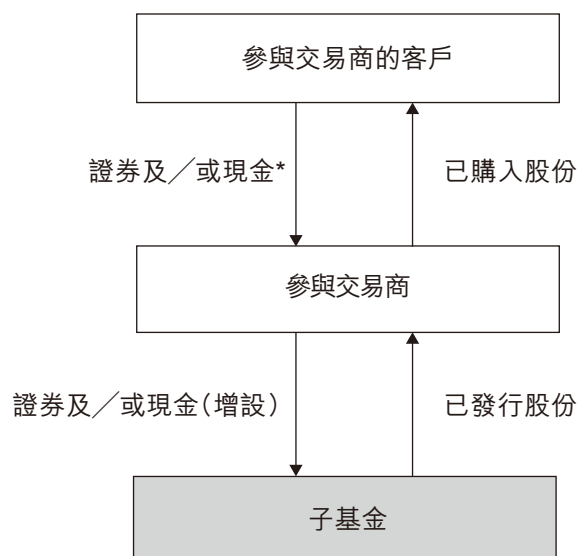 參與交易商的客戶
證券及／或現金*
已購入股份
參與交易商
證券及／或現金（增設）
已發行股份
子基金